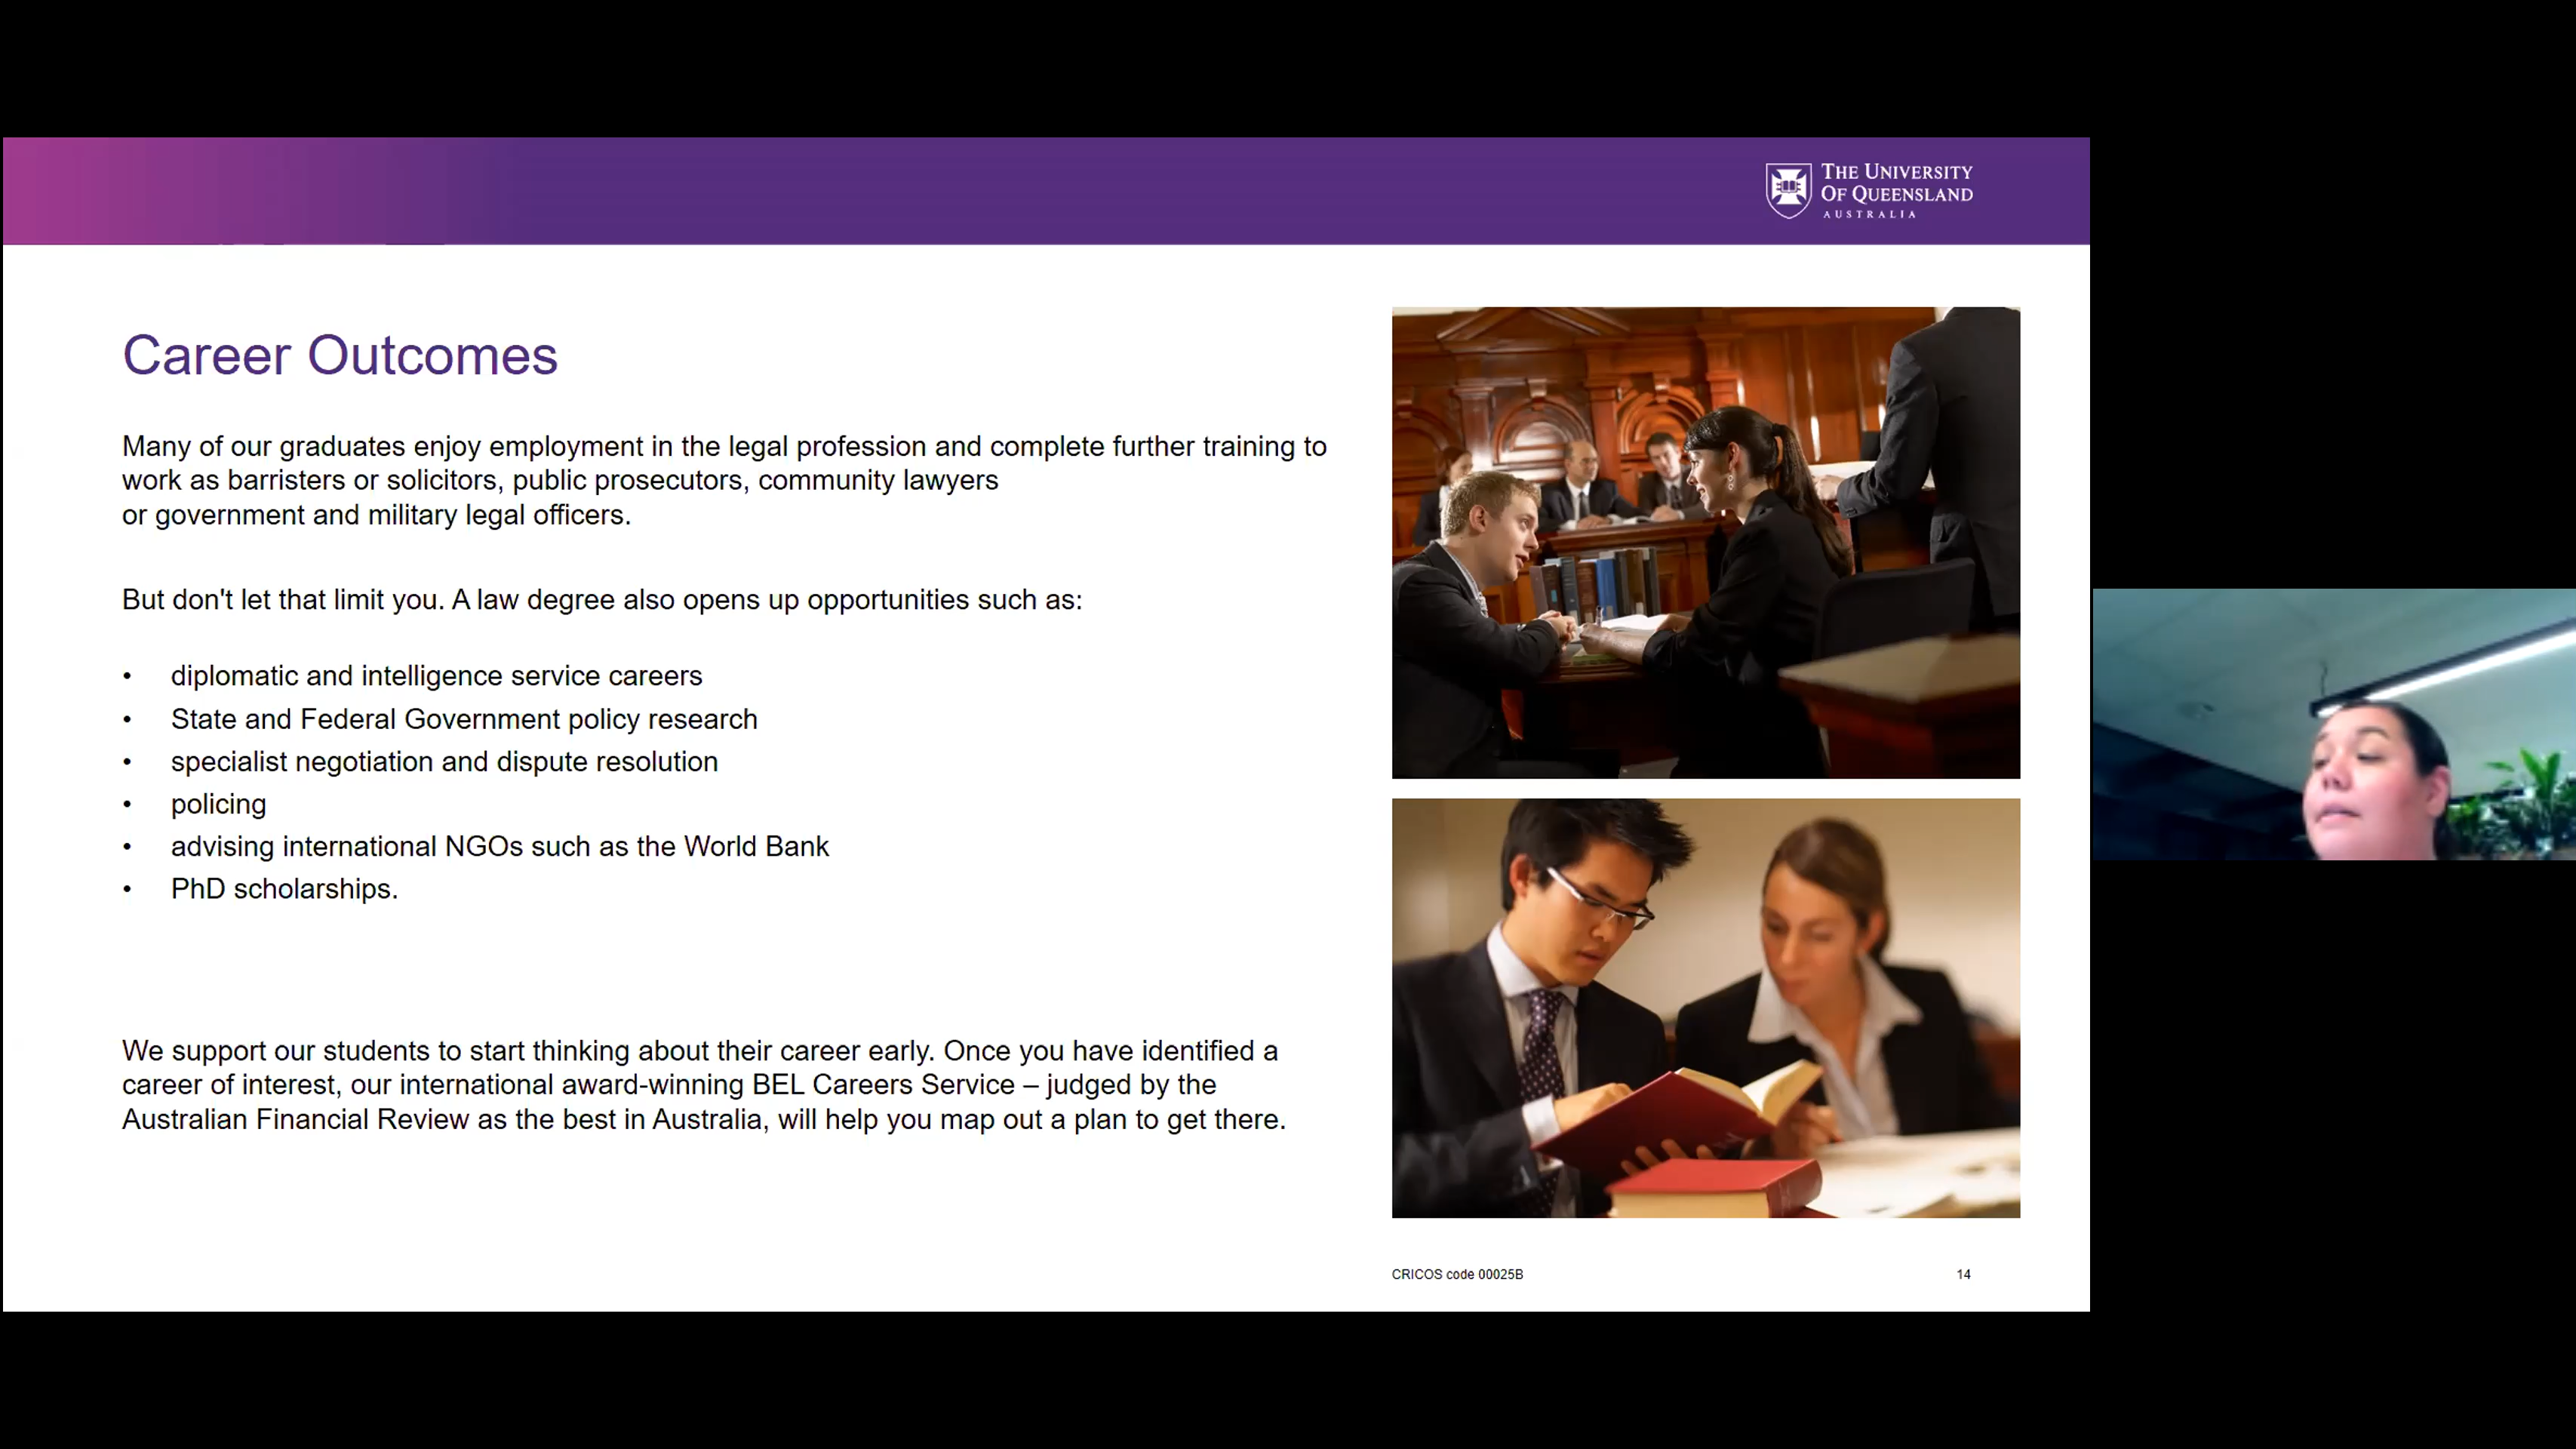 THE UNIVERSITY
OF QUEENSLAND
AUSTRALIA
Career Outcomes
Many of our graduates enjoy employment in the legal profession and complete further training to
work as barristers or solicitors, public prosecutors, community lawyers
or government and military legal officers.
But don't let that limit you. A law degree also opens up opportunities such as:
• diplomatic and intelligence service careers
• State and Federal Government policy research
• specialist negotiation and dispute resolution
• policing
• advising international NGOs such as the World Bank
• PhD scholarships.
We support our students to start thinking about their career early. Once you have identified a
career of interest, our international award-winning BEL Careers Service – judged by the
Australian Financial Review as the best in Australia, will help you map out a plan to get there.
CRICOS code 00025B
14